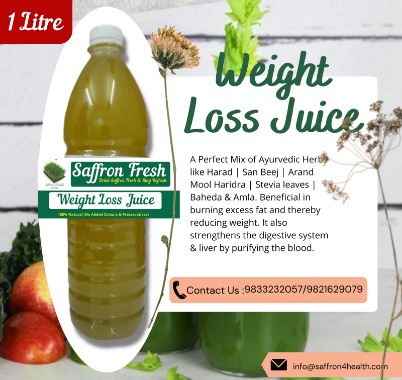 1 Litre
Weight
Loss Juice
Saffron Fresh
Weight Loss Juice
100% Natural (No Added Colours & Preservatives)
A Perfect Mix of Ayurvedic Herbs
like Harad | San Beej | Arand
Mool Haridra | Stevia leaves |
Baheda & Amla. Beneficial in
burning excess fat and thereby
reducing weight. It also
strengthens the digestive system
& liver by purifying the blood.
Contact Us :9833232057/9821629079
info@saffron4health.com